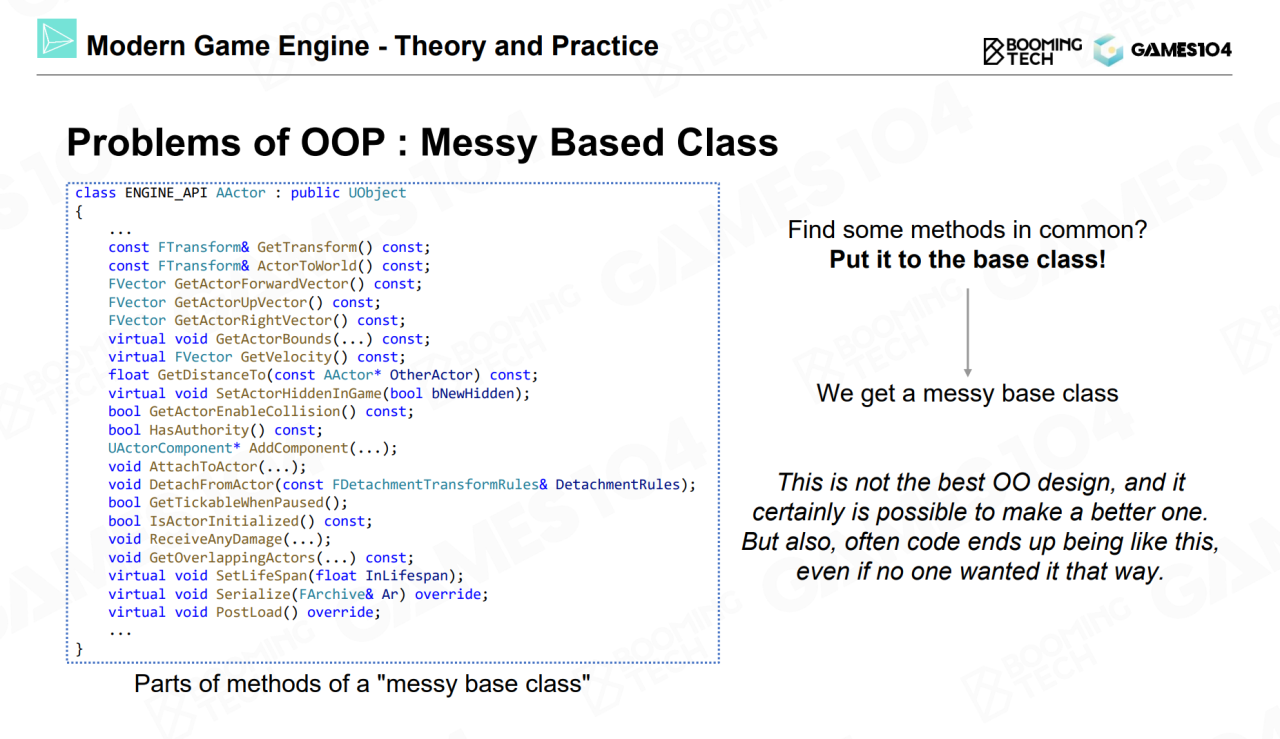 Modern Game Engine - Theory and Practice
BOOMING
TECH
GAMES104
Problems of OOP : Messy Based Class
class ENGINE_API AActor : public UObject
{
...
const FTransform& GetTransform() const;
const FTransform& ActorToWorld() const;
FVector GetActorForwardVector() const;
FVector GetActorUpVector() const;
FVector GetActorRightVector() const;
virtual void GetActorBounds(...) const;
virtual FVector GetVelocity() const;
float GetDistanceTo(const AActor* OtherActor) const;
virtual void SetActorHiddenInGame(bool bNewHidden);
bool GetActorEnableCollision() const;
bool HasAuthority() const;
UActorComponent* AddComponent(...);
void AttachToActor(...);
void DetachFromActor(const FDetachmentTransformRules& DetachmentRules);
bool GetTickableWhenPaused();
bool IsActorInitialized() const;
void ReceiveAnyDamage(...);
void GetOverlappingActors(...) const;
virtual void SetLifeSpan(float InLifespan);
virtual void Serialize(FArchive& Ar) override;
virtual void PostLoad() override;
...
}
Parts of methods of a "messy base class"
Find some methods in common?
Put it to the base class!
We get a messy base class
This is not the best OO design, and it
certainly is possible to make a better one.
But also, often code ends up being like this,
even if no one wanted it that way.